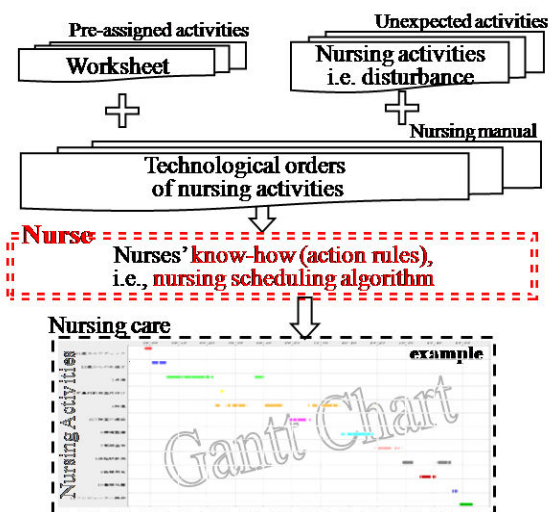 Pre-assigned activities
Unexpected activities
Worksheet
Nursing activities
i.e. disturbance
Nursing manual
Technological orders
of nursing activities
Nurse
Nurses’ know-how (action rules),
i.e., nursing scheduling algorithm
Nursing care
example
Nursing Activities
Gantt Chart